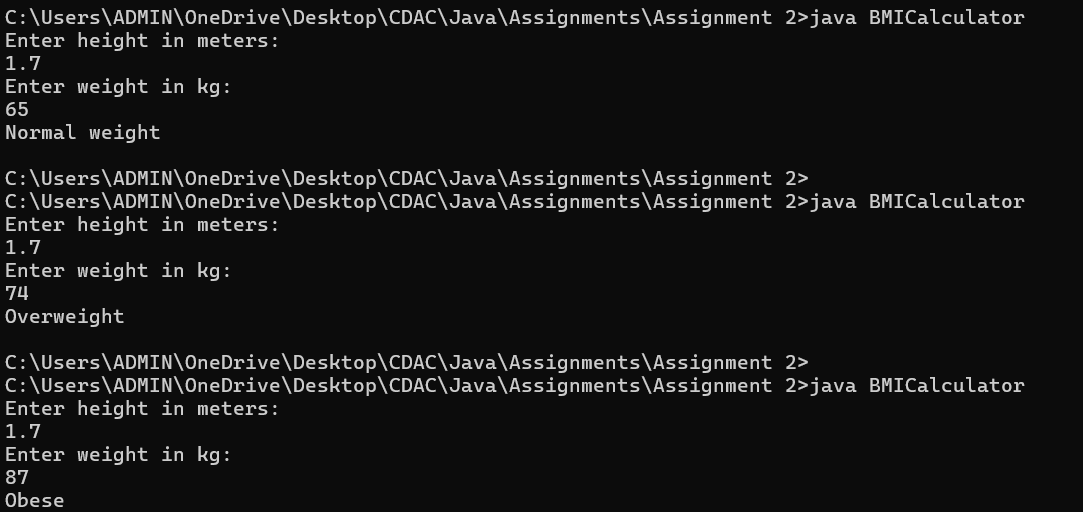 C:\Users\ADMIN\OneDrive\Desktop\CDAC\Java\Assignments\Assignment 2>java BMICalculator
Enter height in meters:
1.7
Enter weight in kg:
65
Normal weight
C:\Users\ADMIN\OneDrive\Desktop\CDAC\Java\Assignments\Assignment 2>
C:\Users\ADMIN\OneDrive\Desktop\CDAC\Java\Assignments\Assignment 2>java BMICalculator
Enter height in meters:
1.7
Enter weight in kg:
74
Overweight
C:\Users\ADMIN\OneDrive\Desktop\CDAC\Java\Assignments\Assignment 2>
C:\Users\ADMIN\OneDrive\Desktop\CDAC\Java\Assignments\Assignment 2>java BMICalculator
Enter height in meters:
1.7
Enter weight in kg:
87
Obese